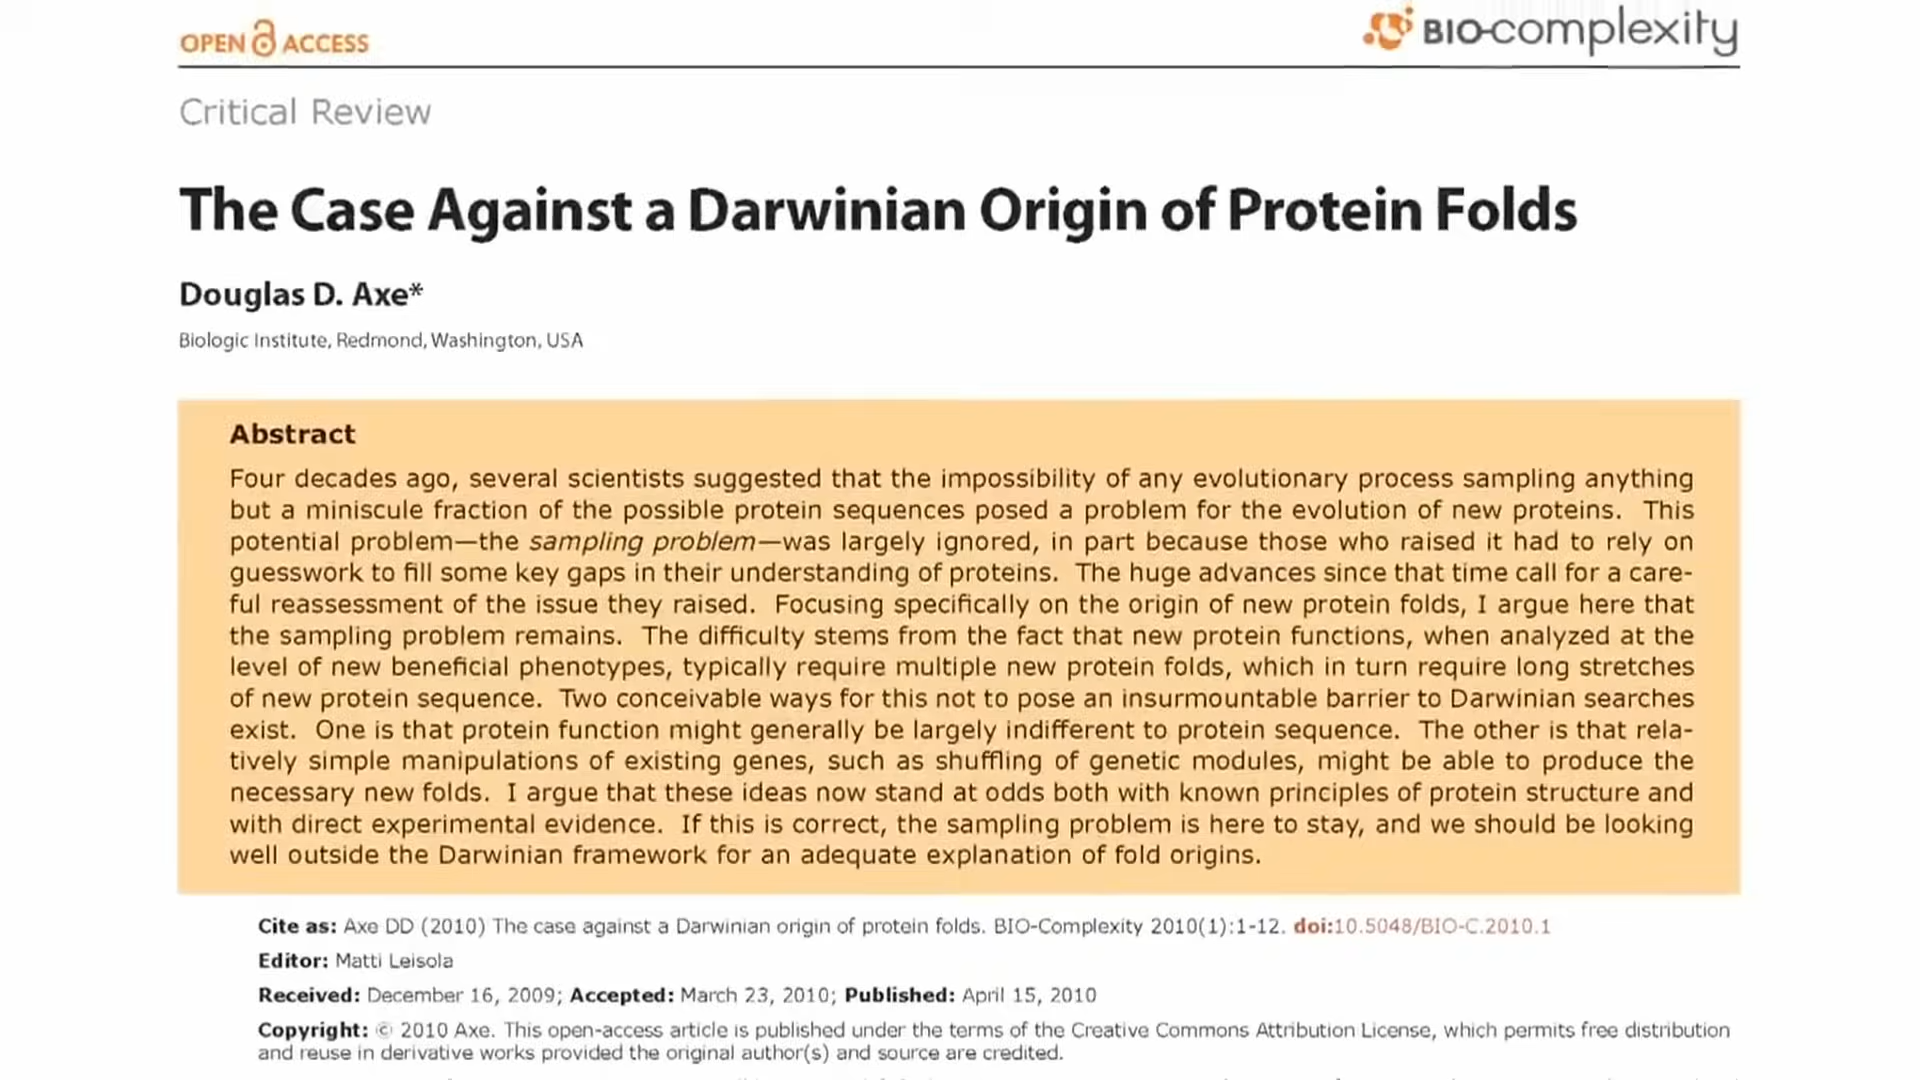 OPEN ACCESS
BIO-complexity
Critical Review
The Case Against a Darwinian Origin of Protein Folds
Douglas D. Axe*
Biologic Institute, Redmond, Washington, USA
Abstract
Four decades ago, several scientists suggested that the impossibility of any evolutionary process sampling anything
but a miniscule fraction of the possible protein sequences posed a problem for the evolution of new proteins. This
potential problem—the sampling problem—was largely ignored, in part because those who raised it had to rely on
guesswork to fill some key gaps in their understanding of proteins. The huge advances since that time call for a care-
ful reassessment of the issue they raised. Focusing specifically on the origin of new protein folds, I argue here that
the sampling problem remains. The difficulty stems from the fact that new protein functions, when analyzed at the
level of new beneficial phenotypes, typically require multiple new protein folds, which in turn require long stretches
of new protein sequence. Two conceivable ways for this not to pose an insurmountable barrier to Darwinian searches
exist. One is that protein function might generally be largely indifferent to protein sequence. The other is that rela-
tively simple manipulations of existing genes, such as shuffling of genetic modules, might be able to produce the
necessary new folds. I argue that these ideas now stand at odds both with known principles of protein structure and
with direct experimental evidence. If this is correct, the sampling problem is here to stay, and we should be looking
well outside the Darwinian framework for an adequate explanation of fold origins.
Cite as: Axe DD (2010) The case against a Darwinian origin of protein folds. BIO-Complexity 2010(1):1-12. doi:10.5048/BIO-C.2010.1
Editor: Matti Leisola
Received: December 16, 2009; Accepted: March 23, 2010; Published: April 15, 2010
Copyright: © 2010 Axe. This open-access article is published under the terms of the Creative Commons Attribution License, which permits free distribution
and reuse in derivative works provided the original author(s) and source are credited.